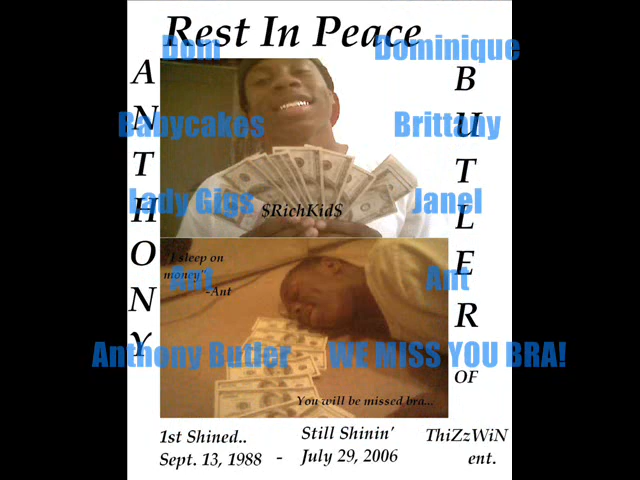 Rest In Peace
Dom Dominique
ANTHONY
BUTLER
Babycakes Brittany
Lady Gigs Janel
$RichKid$
"I sleep on
money"
-Ant
Ant Ant
Anthony Butler WE MISS YOU BRA!
OF
You will be missed bra...
1st Shined.. Still Shinin' ThiZzWiN
Sept. 13, 1988 - July 29, 2006 ent.